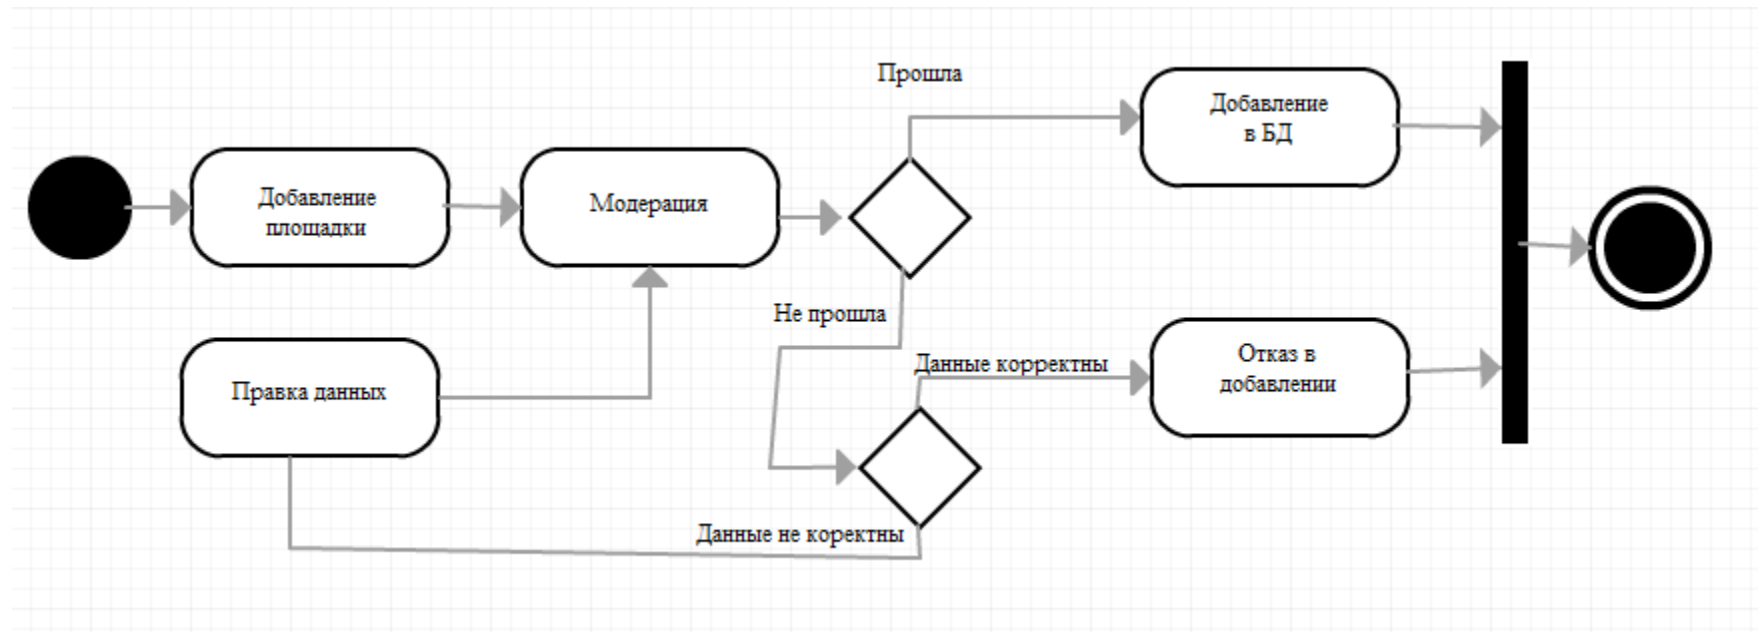 Прошла
Добавление
в БД
Добавление
площадки
Модерация
Не прошла
Данные корректны
Отказ в
добавлении
Правка данных
Данные не коректны